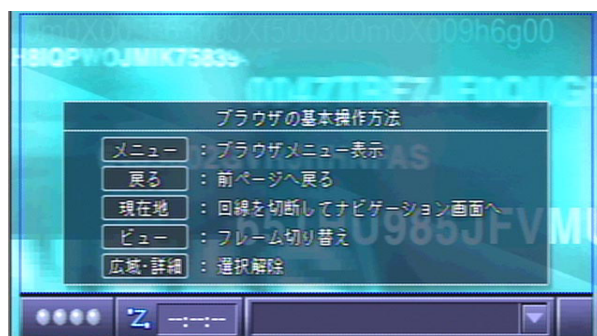 ブラウザの基本操作方法
メニュー : ブラウザメニュー表示
戻る : 前ページへ戻る
現在地 : 回線を切断してナビゲーション画面へ
ビュー : フレーム切り替え
広域・詳細 : 選択解除
Z. --:--:--